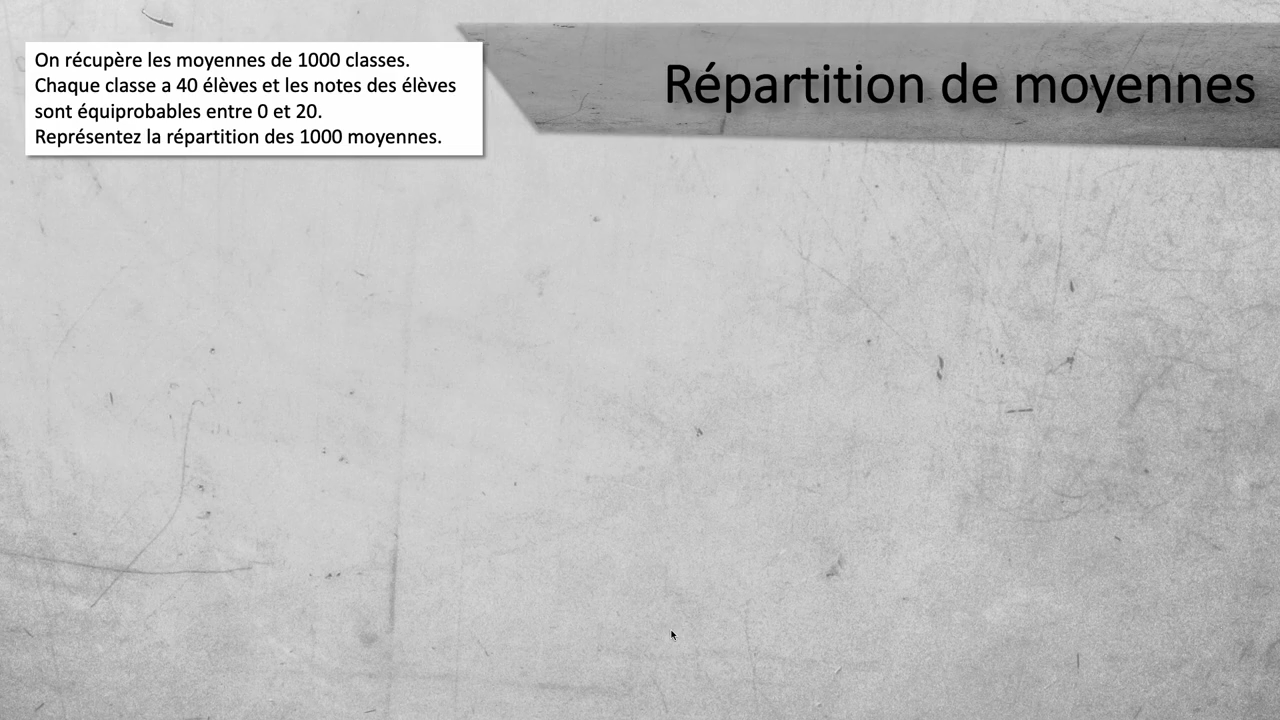 On récupère les moyennes de 1000 classes.
Chaque classe a 40 élèves et les notes des élèves
sont équiprobables entre 0 et 20.
Représentez la répartition des 1000 moyennes.
Répartition de moyennes